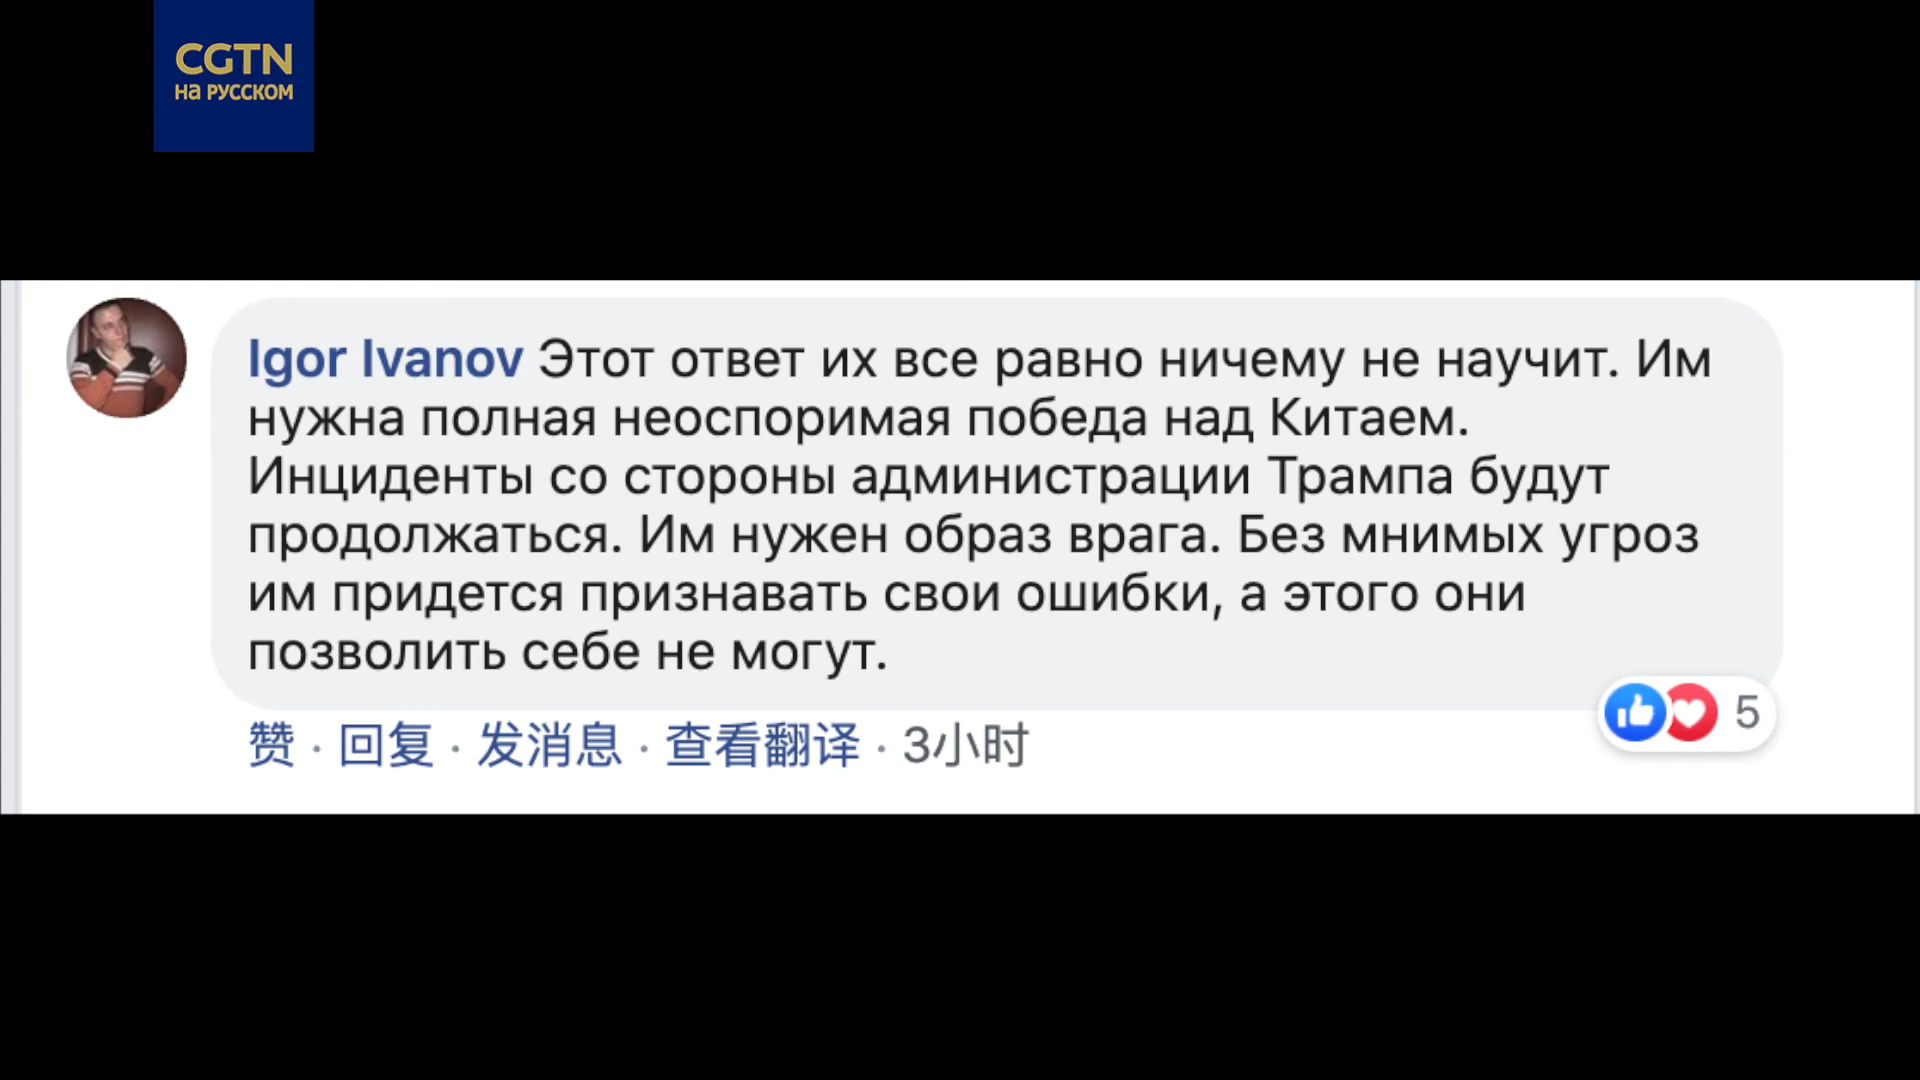 CGTN
на русском
Igor Ivanov Этот ответ их все равно ничему не научит. Им
нужна полная неоспоримая победа над Китаем.
Инциденты со стороны администрации Трампа будут
продолжаться. Им нужен образ врага. Без мнимых угроз
им придется признавать свои ошибки, а этого они
позволить себе не могут.
5
赞 · 回复 · 发消息 · 查看翻译 · 3小时